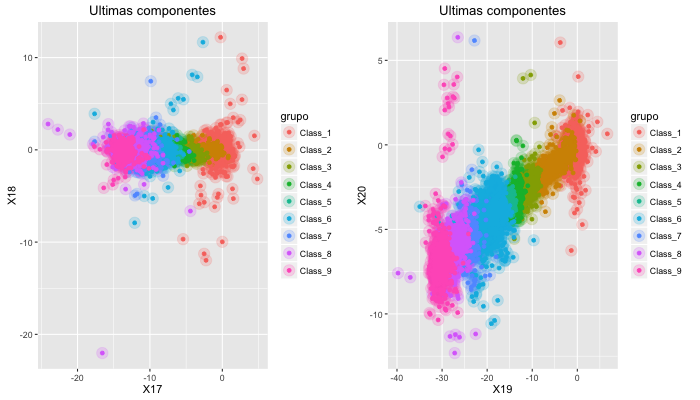 Ultimas componentes
10
0
-10
-20
X18
-20
-10
0
X17
grupo
Class_1
Class_2
Class_3
Class_4
Class_5
Class_6
Class_7
Class_8
Class_9
Ultimas componentes
5
0
-5
-10
X20
-40
-30
-20
-10
0
X19
grupo
Class_1
Class_2
Class_3
Class_4
Class_5
Class_6
Class_7
Class_8
Class_9